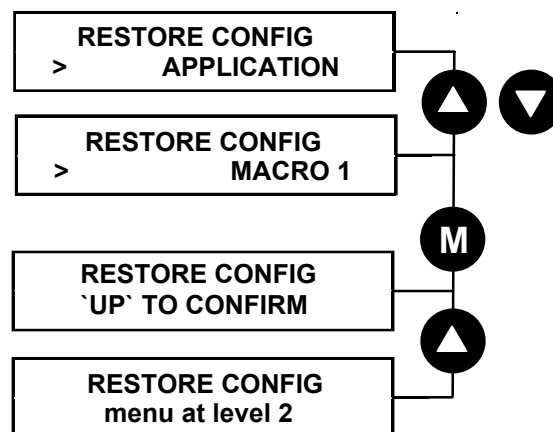 RESTORE CONFIG
> APPLICATION
RESTORE CONFIG
> MACRO 1
M
RESTORE CONFIG
`UP` TO CONFIRM
RESTORE CONFIG
menu at level 2